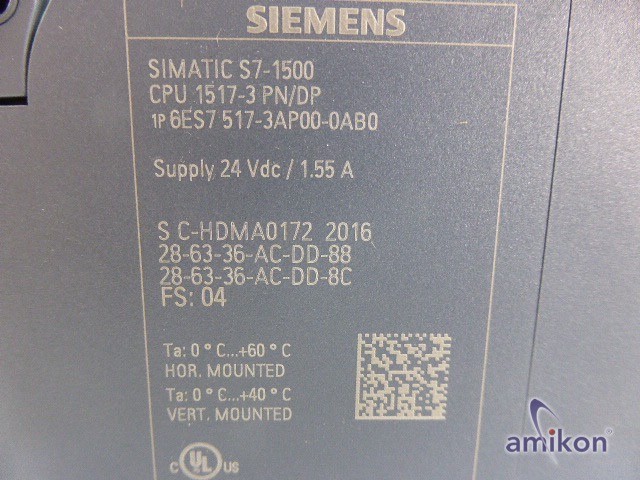 SIEMENS
SIMATIC S7-1500
CPU 1517-3 PN/DP
1P 6ES7 517-3AP00-0AB0
Supply 24 Vdc / 1.55 A
S C-HDMA0172 2016
28-63-36-AC-DD-88
28-63-36-AC-DD-8C
FS: 04
Ta: 0 ° C...+60 ° C
HOR. MOUNTED
Ta: 0 ° C...+40 ° C
VERT. MOUNTED
C UL US
amikon